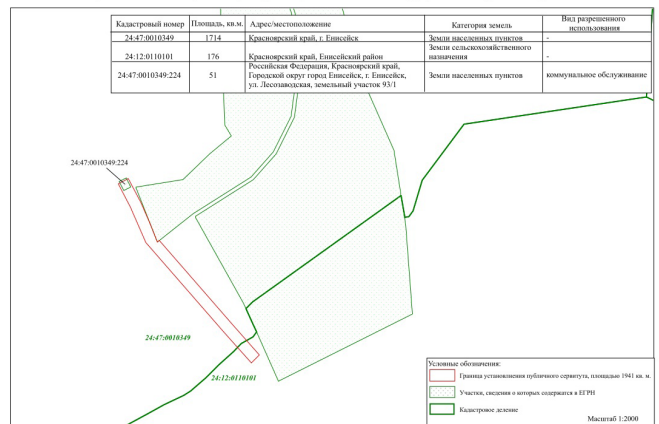 Кадастровый номер Площадь, кв.м. Адрес/местоположение Категория земель Вид разрешенного использования
24:47:0010349 1714 Красноярский край, г. Енисейск Земли населенных пунктов -
24:12:0110101 176 Красноярский край, Енисейский район Земли сельскохозяйственного назначения -
24:47:0010349:224 51 Российская Федерация, Красноярский край,
Городской округ город Енисейск, г. Енисейск,
ул. Лесозаводская, земельный участок 93/1 Земли населенных пунктов коммунальное обслуживание
24:47:0010349:224
24:47:0010349
24:12:0110101
Условные обозначения:
Граница установления публичного сервитута, площадью 1941 кв. м.
Участки, сведения о которых содержатся в ЕГРН
Кадастровое деление
Масштаб 1:2000